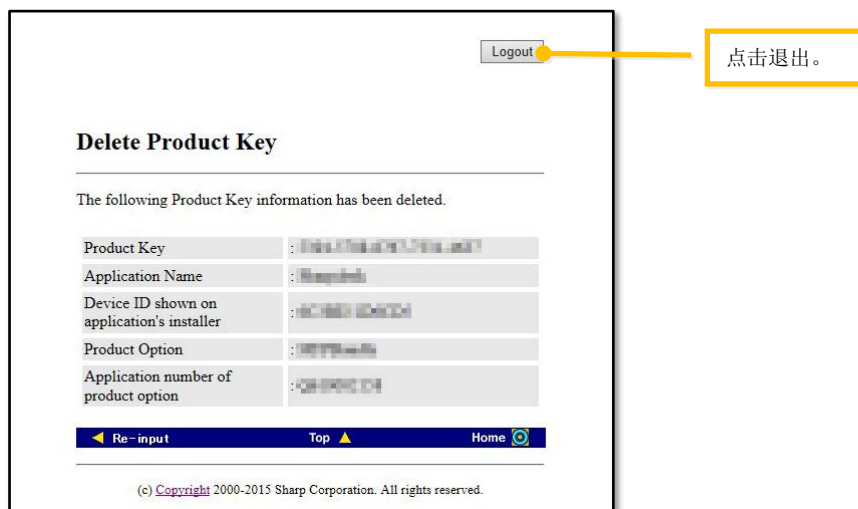 Logout
点击退出。
Delete Product Key
The following Product Key information has been deleted.
Product Key :
Application Name :
Device ID shown on
application's installer :
Product Option :
Application number of
product option :
Re-input Top Home
(c) Copyright 2000-2015 Sharp Corporation. All rights reserved.